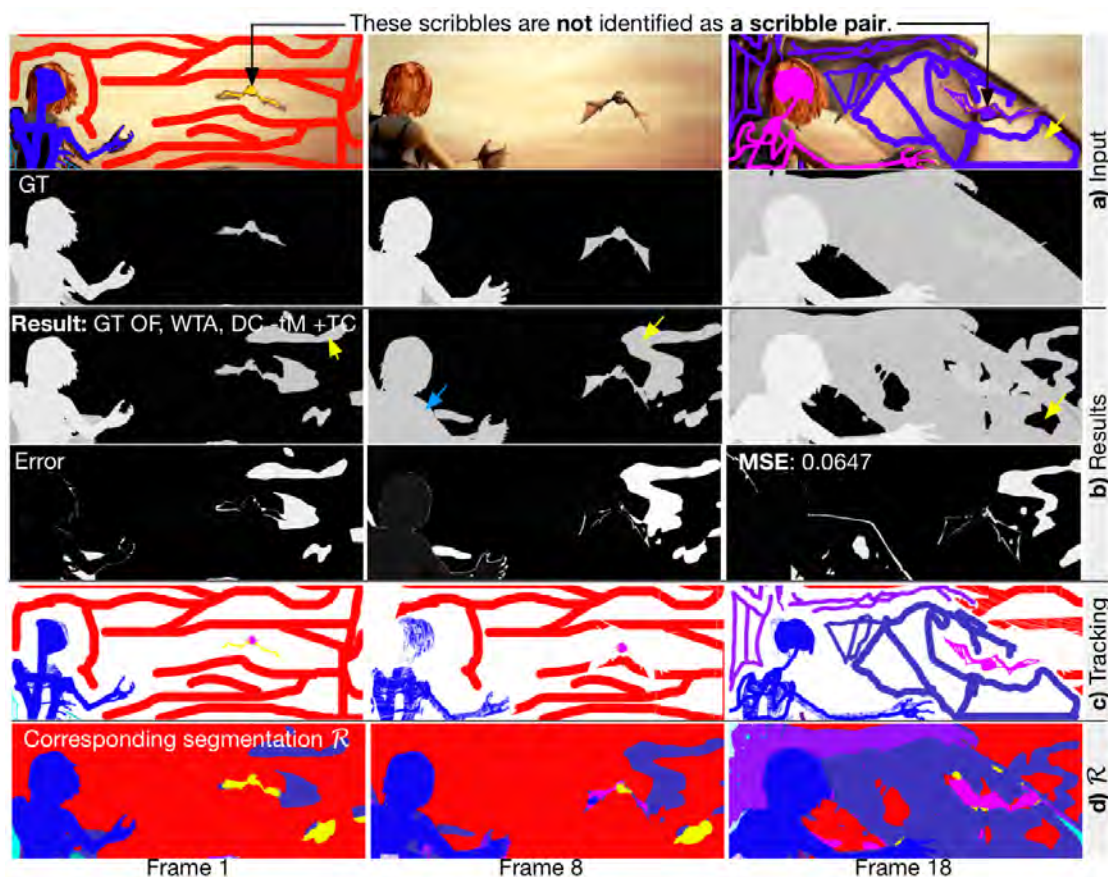 These scribbles are not identified as a scribble pair.
a) Input
GT
Result: GT OF, WTA, DC -fM +TC
b) Results
Error
MSE: 0.0647
c) Tracking
Corresponding segmentation R
d) R
Frame 1
Frame 8
Frame 18